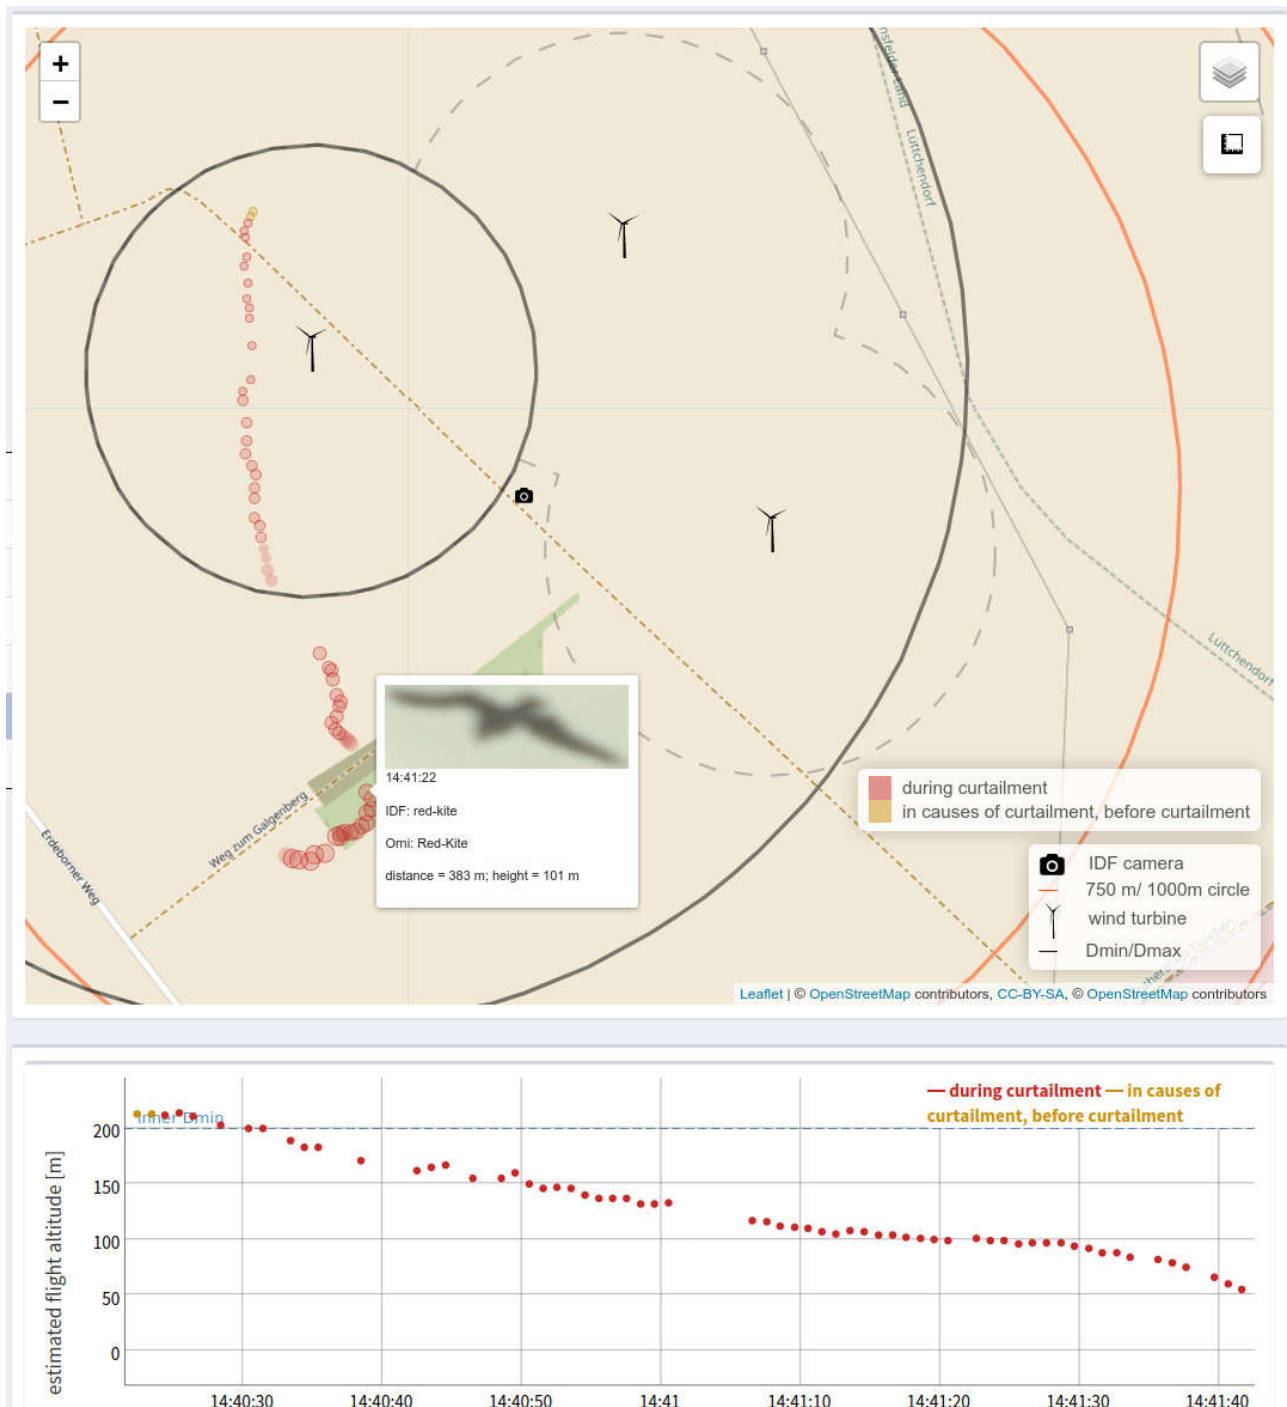 +
−
nsfelder Land
Lüttchendorf
Lüttchendorf
14:41:22
IDF: red-kite
Omi: Red-Kite
distance = 383 m; height = 101 m
Weg zum Galgenberg
Erdeborner Weg
during curtailment
in causes of curtailment, before curtailment
IDF camera
750 m/ 1000m circle
wind turbine
Dmin/Dmax
Leaflet | © OpenStreetMap contributors, CC-BY-SA, © OpenStreetMap contributors
— during curtailment — in causes of
curtailment, before curtailment
Inner Dmin
estimated flight altitude [m]
200
150
100
50
0
14:40:30 14:40:40 14:40:50 14:41 14:41:10 14:41:20 14:41:30 14:41:40